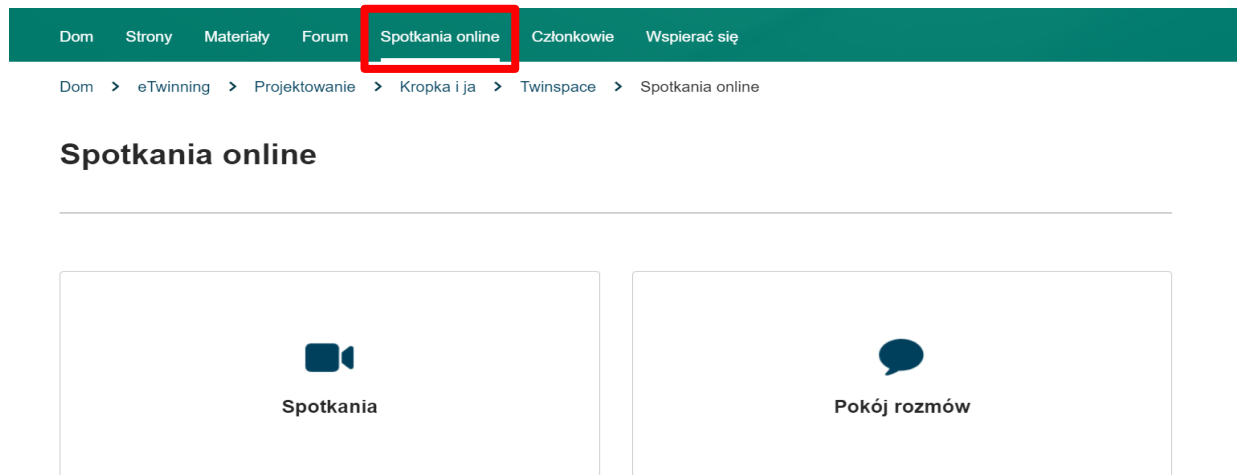 Dom Strony Materiały Forum Spotkania online Członkowie Wspierać się
Dom > eTwinning > Projektowanie > Kropka i ja > Twinspace > Spotkania online
Spotkania online
Spotkania Pokój rozmów